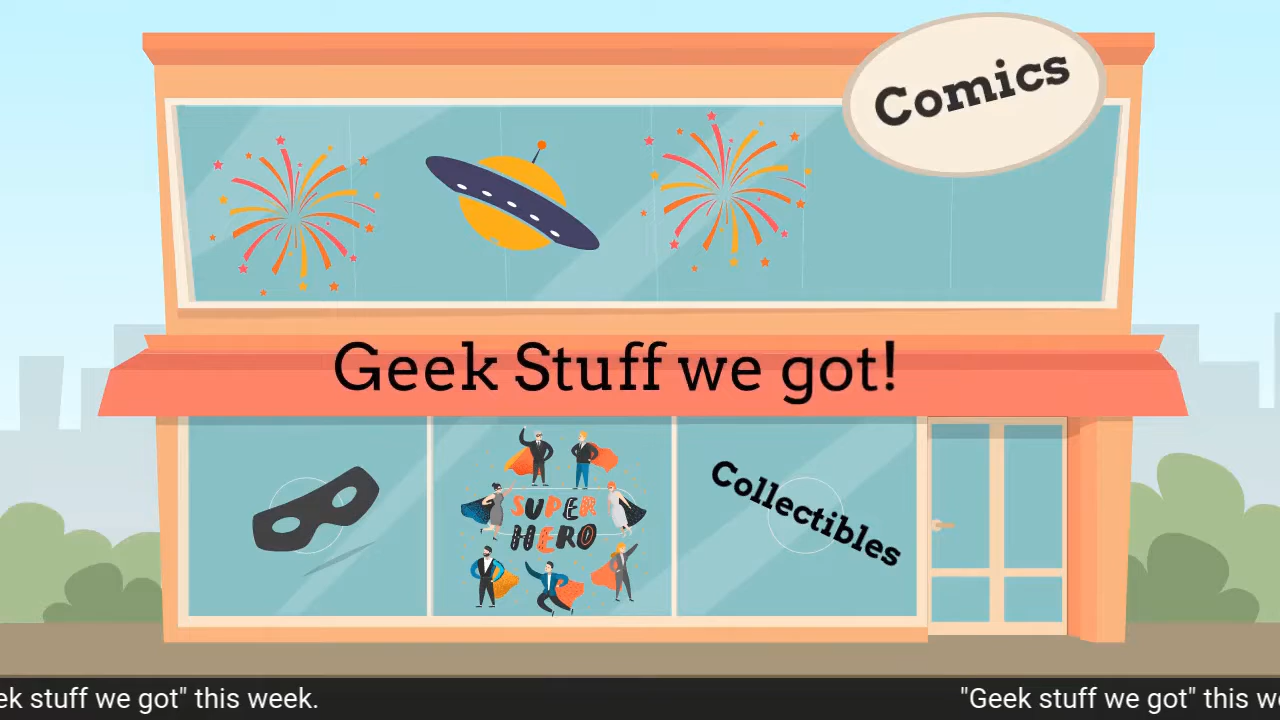 Comics
Geek Stuff we got!
SUPER
HERO
Collectibles
ek stuff we got" this week.
"Geek stuff we got" this w